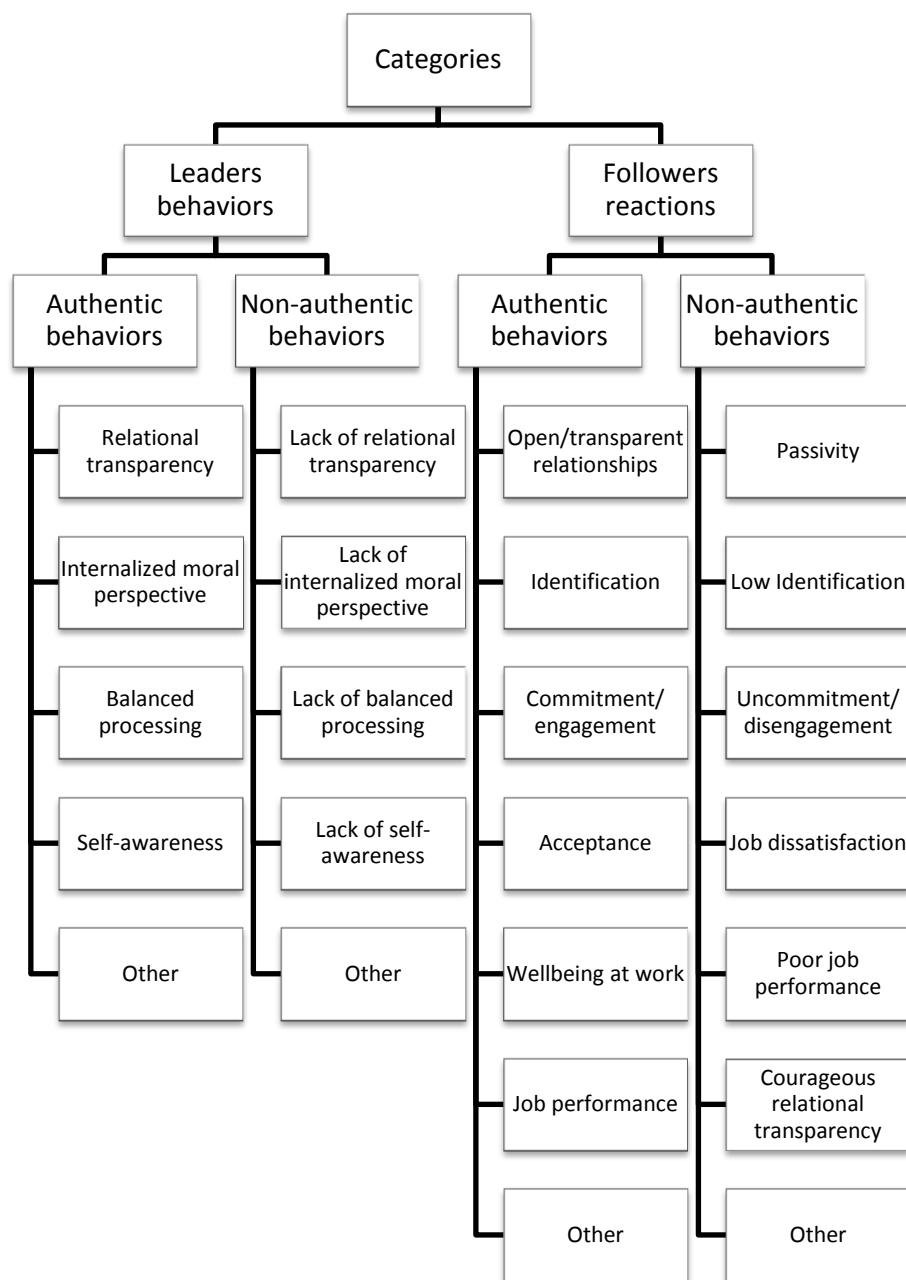 Categories
Leaders
behaviors
Followers
reactions
Authentic
behaviors
Non-authentic
behaviors
Authentic
behaviors
Non-authentic
behaviors
Relational
transparency
Internalized moral
perspective
Balanced
processing
Self-awareness
Other
Lack of relational
transparency
Lack of
internalized moral
perspective
Lack of balanced
processing
Lack of self-
awareness
Other
Open/transparent
relationships
Identification
Commitment/
engagement
Acceptance
Wellbeing at work
Job performance
Other
Passivity
Low Identification
Uncommitment/
disengagement
Job dissatisfaction
Poor job
performance
Courageous
relational
transparency
Other